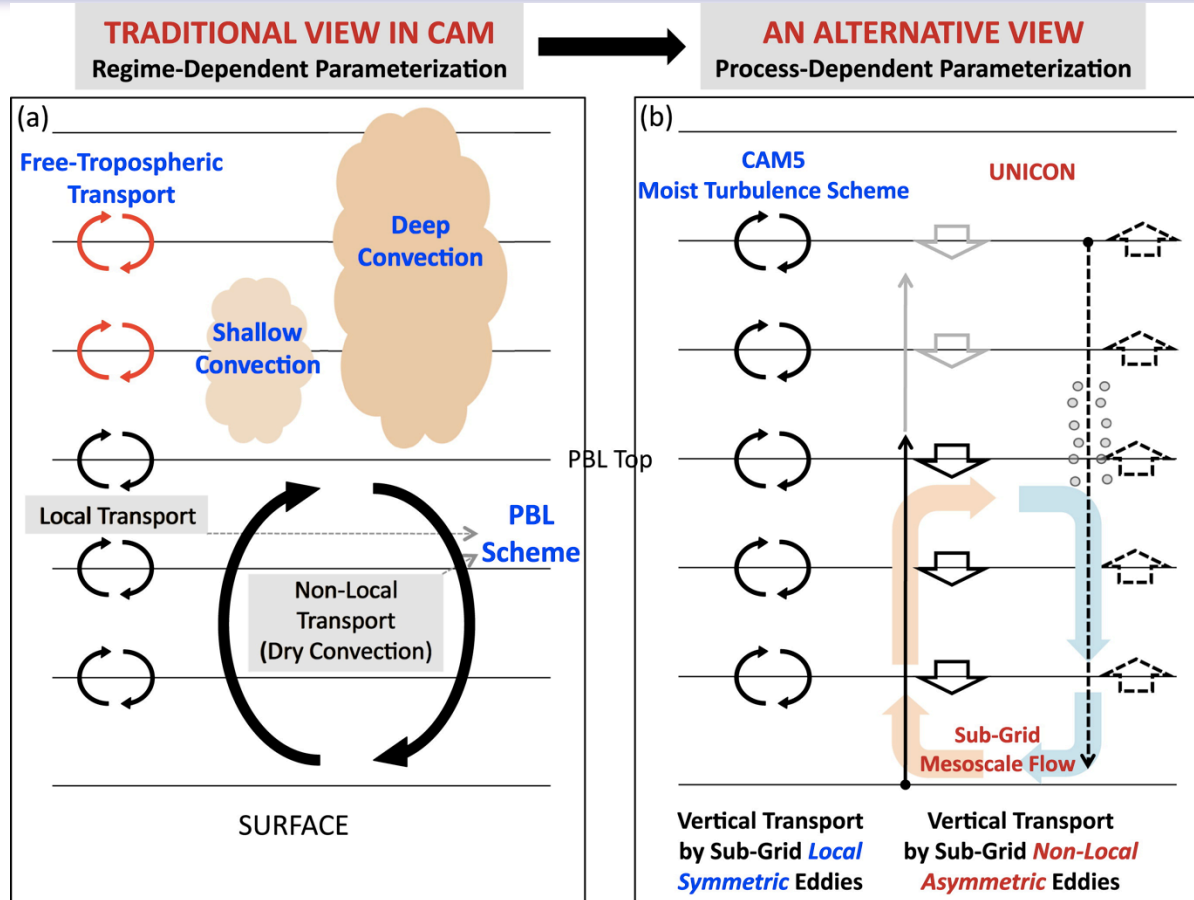 TRADITIONAL VIEW IN CAM
Regime-Dependent Parameterization
AN ALTERNATIVE VIEW
Process-Dependent Parameterization
(a)
Free-Tropospheric
Transport
Deep
Convection
Shallow
Convection
PBL Top
Local Transport
PBL
Scheme
Non-Local
Transport
(Dry Convection)
SURFACE
(b)
CAM5
Moist Turbulence Scheme
UNICON
Sub-Grid
Mesoscale Flow
Vertical Transport
by Sub-Grid Local
Symmetric Eddies
Vertical Transport
by Sub-Grid Non-Local
Asymmetric Eddies